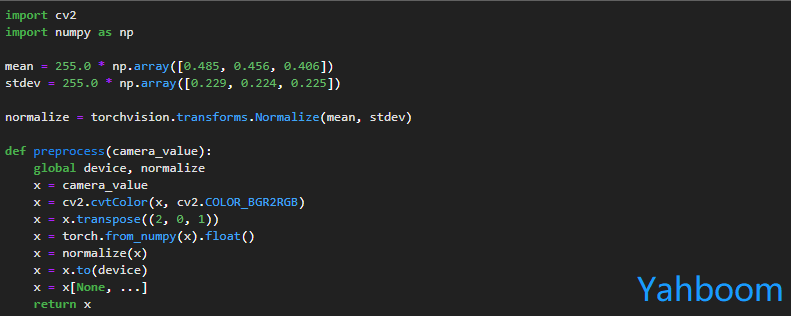 import cv2
import numpy as np

mean = 255.0 * np.array([0.485, 0.456, 0.406])
stdev = 255.0 * np.array([0.229, 0.224, 0.225])

normalize = torchvision.transforms.Normalize(mean, stdev)

def preprocess(camera_value):
    global device, normalize
    x = camera_value
    x = cv2.cvtColor(x, cv2.COLOR_BGR2RGB)
    x = x.transpose((2, 0, 1))
    x = torch.from_numpy(x).float()
    x = normalize(x)
    x = x.to(device)
    x = x[None, ...]
    return x
Yahboom